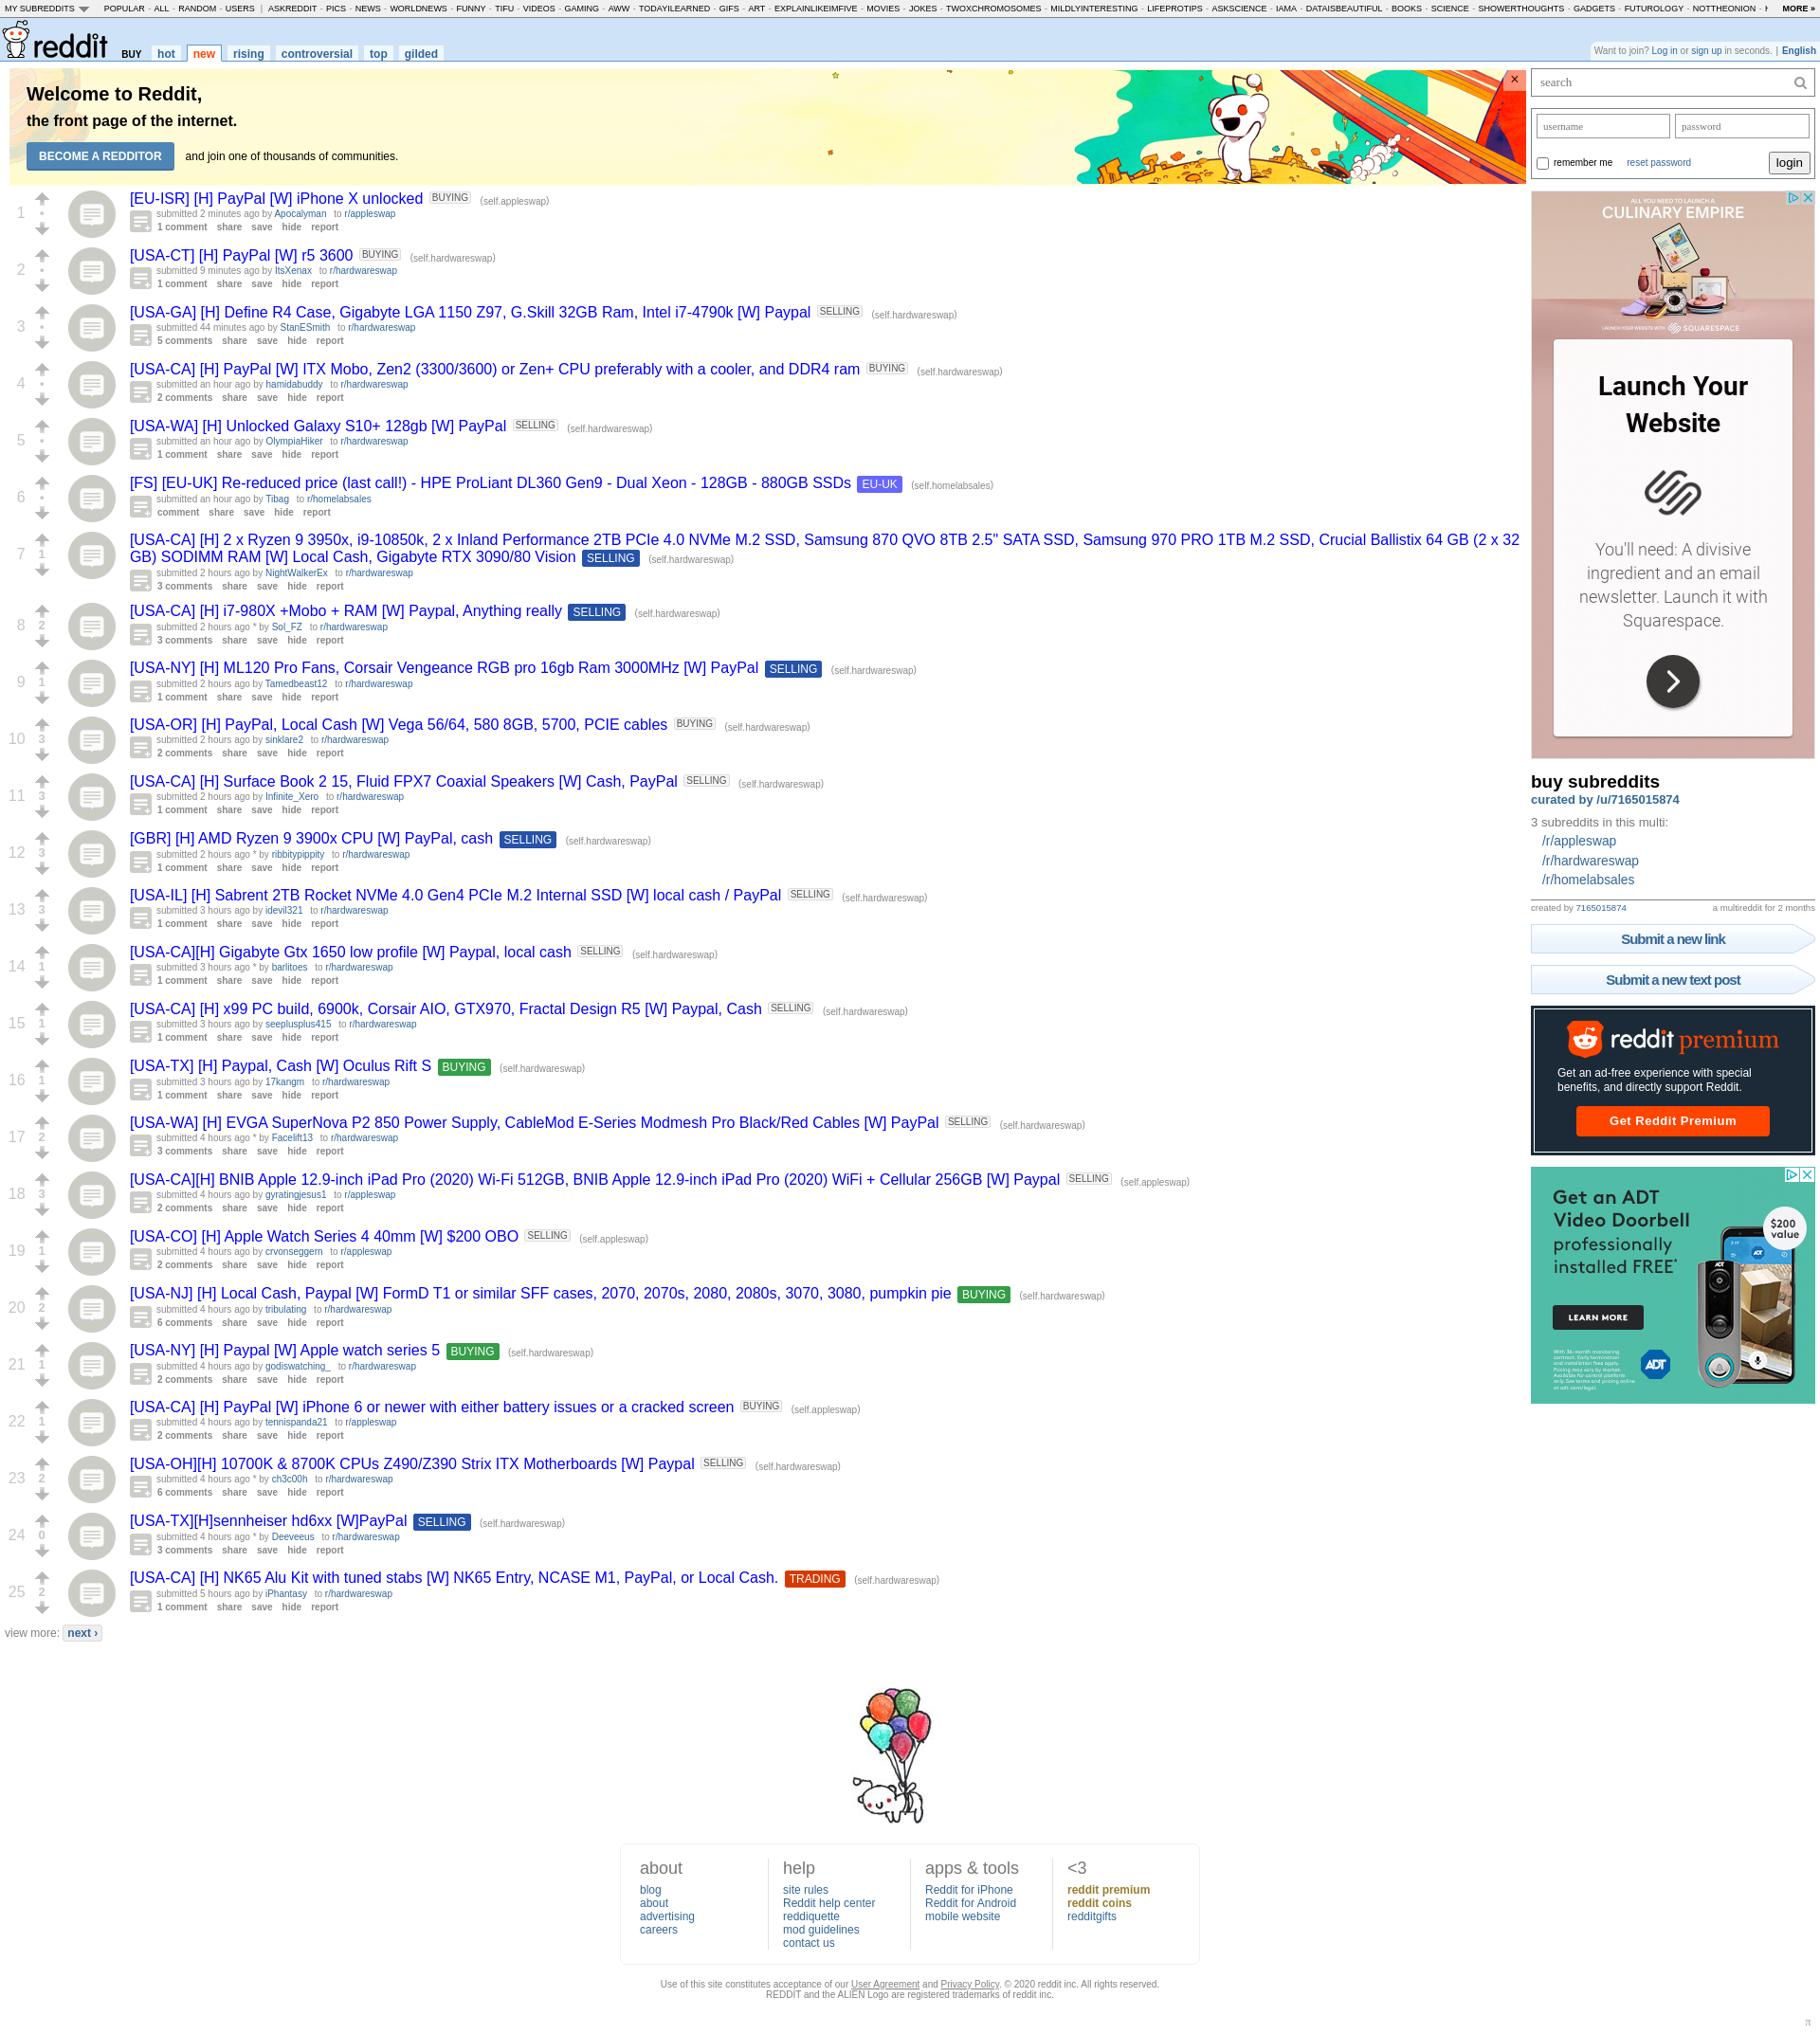 MY SUBREDDITS POPULAR - ALL - RANDOM - USERS | ASKREDDIT - PICS - NEWS - WORLDNEWS - FUNNY - TIFU - VIDEOS - GAMING - AWW - TODAYILEARNED - GIFS - ART - EXPLAINLIKEIMFIVE - MOVIES - JOKES - TWOXCHROMOSOMES - MILDLYINTERESTING - LIFEPROTIPS - ASKSCIENCE - IAMA - DATAISBEAUTIFUL - BOOKS - SCIENCE - SHOWERTHOUGHTS - GADGETS - FUTUROLOGY - NOTTHEONION - MORE »
reddit BUY hot new rising controversial top gilded
Want to join? Log in or sign up in seconds. | English
Welcome to Reddit,
the front page of the internet.
BECOME A REDDITOR and join one of thousands of communities.
1
[EU-ISR] [H] PayPal [W] iPhone X unlocked BUYING (self.appleswap)
submitted 2 minutes ago by Apocalyman to r/appleswap
1 comment share save hide report
2
[USA-CT] [H] PayPal [W] r5 3600 BUYING (self.hardwareswap)
submitted 9 minutes ago by ItsXenax to r/hardwareswap
1 comment share save hide report
3
[USA-GA] [H] Define R4 Case, Gigabyte LGA 1150 Z97, G.Skill 32GB Ram, Intel i7-4790k [W] Paypal SELLING (self.hardwareswap)
submitted 44 minutes ago by StanESmith to r/hardwareswap
5 comments share save hide report
4
[USA-CA] [H] PayPal [W] ITX Mobo, Zen2 (3300/3600) or Zen+ CPU preferably with a cooler, and DDR4 ram BUYING (self.hardwareswap)
submitted an hour ago by hamidabuddy to r/hardwareswap
2 comments share save hide report
5
[USA-WA] [H] Unlocked Galaxy S10+ 128gb [W] PayPal SELLING (self.hardwareswap)
submitted an hour ago by OlympiaHiker to r/hardwareswap
1 comment share save hide report
6
[FS] [EU-UK] Re-reduced price (last call!) - HPE ProLiant DL360 Gen9 - Dual Xeon - 128GB - 880GB SSDs EU-UK (self.homelabsales)
submitted an hour ago by Tibag to r/homelabsales
comment share save hide report
7 1
[USA-CA] [H] 2 x Ryzen 9 3950x, i9-10850k, 2 x Inland Performance 2TB PCIe 4.0 NVMe M.2 SSD, Samsung 870 QVO 8TB 2.5" SATA SSD, Samsung 970 PRO 1TB M.2 SSD, Crucial Ballistix 64 GB (2 x 32
GB) SODIMM RAM [W] Local Cash, Gigabyte RTX 3090/80 Vision SELLING (self.hardwareswap)
submitted 2 hours ago by NightWalkerEx to r/hardwareswap
3 comments share save hide report
8 2
[USA-CA] [H] i7-980X +Mobo + RAM [W] Paypal, Anything really SELLING (self.hardwareswap)
submitted 2 hours ago * by Sol_FZ to r/hardwareswap
3 comments share save hide report
9 1
[USA-NY] [H] ML120 Pro Fans, Corsair Vengeance RGB pro 16gb Ram 3000MHz [W] PayPal SELLING (self.hardwareswap)
submitted 2 hours ago by Tamedbeast12 to r/hardwareswap
1 comment share save hide report
10 3
[USA-OR] [H] PayPal, Local Cash [W] Vega 56/64, 580 8GB, 5700, PCIE cables BUYING (self.hardwareswap)
submitted 2 hours ago by sinklare2 to r/hardwareswap
2 comments share save hide report
11 3
[USA-CA] [H] Surface Book 2 15, Fluid FPX7 Coaxial Speakers [W] Cash, PayPal SELLING (self.hardwareswap)
submitted 2 hours ago by Infinite_Xero to r/hardwareswap
1 comment share save hide report
12 3
[GBR] [H] AMD Ryzen 9 3900x CPU [W] PayPal, cash SELLING (self.hardwareswap)
submitted 2 hours ago * by ribbitypippity to r/hardwareswap
1 comment share save hide report
13 3
[USA-IL] [H] Sabrent 2TB Rocket NVMe 4.0 Gen4 PCIe M.2 Internal SSD [W] local cash / PayPal SELLING (self.hardwareswap)
submitted 3 hours ago by idevil321 to r/hardwareswap
1 comment share save hide report
14 1
[USA-CA][H] Gigabyte Gtx 1650 low profile [W] Paypal, local cash SELLING (self.hardwareswap)
submitted 3 hours ago * by barlitoes to r/hardwareswap
1 comment share save hide report
15 1
[USA-CA] [H] x99 PC build, 6900k, Corsair AIO, GTX970, Fractal Design R5 [W] Paypal, Cash SELLING (self.hardwareswap)
submitted 3 hours ago by seeplusplus415 to r/hardwareswap
1 comment share save hide report
16 1
[USA-TX] [H] Paypal, Cash [W] Oculus Rift S BUYING (self.hardwareswap)
submitted 3 hours ago by 17kangm to r/hardwareswap
1 comment share save hide report
17 2
[USA-WA] [H] EVGA SuperNova P2 850 Power Supply, CableMod E-Series Modmesh Pro Black/Red Cables [W] PayPal SELLING (self.hardwareswap)
submitted 4 hours ago * by Facelift13 to r/hardwareswap
3 comments share save hide report
18 3
[USA-CA][H] BNIB Apple 12.9-inch iPad Pro (2020) Wi-Fi 512GB, BNIB Apple 12.9-inch iPad Pro (2020) WiFi + Cellular 256GB [W] Paypal SELLING (self.appleswap)
submitted 4 hours ago by gyratingjesus1 to r/appleswap
2 comments share save hide report
19 1
[USA-CO] [H] Apple Watch Series 4 40mm [W] $200 OBO SELLING (self.appleswap)
submitted 4 hours ago by crvonseggern to r/appleswap
2 comments share save hide report
20 2
[USA-NJ] [H] Local Cash, Paypal [W] FormD T1 or similar SFF cases, 2070, 2070s, 2080, 2080s, 3070, 3080, pumpkin pie BUYING (self.hardwareswap)
submitted 4 hours ago by tribulating to r/hardwareswap
6 comments share save hide report
21 1
[USA-NY] [H] Paypal [W] Apple watch series 5 BUYING (self.hardwareswap)
submitted 4 hours ago by godiswatching_ to r/hardwareswap
2 comments share save hide report
22 1
[USA-CA] [H] PayPal [W] iPhone 6 or newer with either battery issues or a cracked screen BUYING (self.appleswap)
submitted 4 hours ago by tennispanda21 to r/appleswap
2 comments share save hide report
23 2
[USA-OH][H] 10700K & 8700K CPUs Z490/Z390 Strix ITX Motherboards [W] Paypal SELLING (self.hardwareswap)
submitted 4 hours ago * by ch3c00h to r/hardwareswap
6 comments share save hide report
24 0
[USA-TX][H]sennheiser hd6xx [W]PayPal SELLING (self.hardwareswap)
submitted 4 hours ago * by Deeveeus to r/hardwareswap
3 comments share save hide report
25 2
[USA-CA] [H] NK65 Alu Kit with tuned stabs [W] NK65 Entry, NCASE M1, PayPal, or Local Cash. TRADING (self.hardwareswap)
submitted 5 hours ago by iPhantasy to r/hardwareswap
1 comment share save hide report
view more: next ›
search
username password
remember me reset password login
ALL YOU NEED TO LAUNCH A
CULINARY EMPIRE
LAUNCH YOUR WEBSITE WITH SQUARESPACE
Launch Your
Website
You'll need: A divisive
ingredient and an email
newsletter. Launch it with
Squarespace.
buy subreddits
curated by /u/7165015874
3 subreddits in this multi:
/r/appleswap
/r/hardwareswap
/r/homelabsales
created by 7165015874 a multireddit for 2 months
Submit a new link
Submit a new text post
reddit premium
Get an ad-free experience with special
benefits, and directly support Reddit.
Get Reddit Premium
Get an ADT
Video Doorbell
professionally
installed FREE*
$200
value
LEARN MORE
ADT
about
blog
about
advertising
careers
help
site rules
Reddit help center
reddiquette
mod guidelines
contact us
apps & tools
Reddit for iPhone
Reddit for Android
mobile website
<3
reddit premium
reddit coins
redditgifts
Use of this site constitutes acceptance of our User Agreement and Privacy Policy. © 2020 reddit inc. All rights reserved.
REDDIT and the ALIEN Logo are registered trademarks of reddit inc.
π